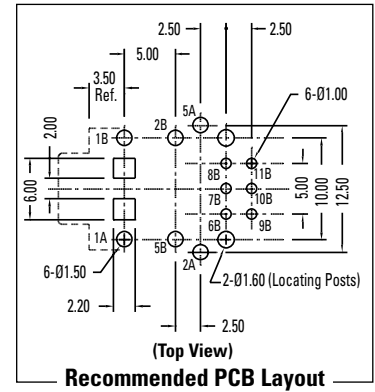 2.50 2.50
5.00
3.50
Ref.
5A
6-Ø1.00
2.00
1B
2B
8B
11B
6.00
7B
10B
5.00
10.00
12.50
6B
9B
1A
5B
2A
6-Ø1.50
2-Ø1.60 (Locating Posts)
2.20
2.50
(Top View)
Recommended PCB Layout